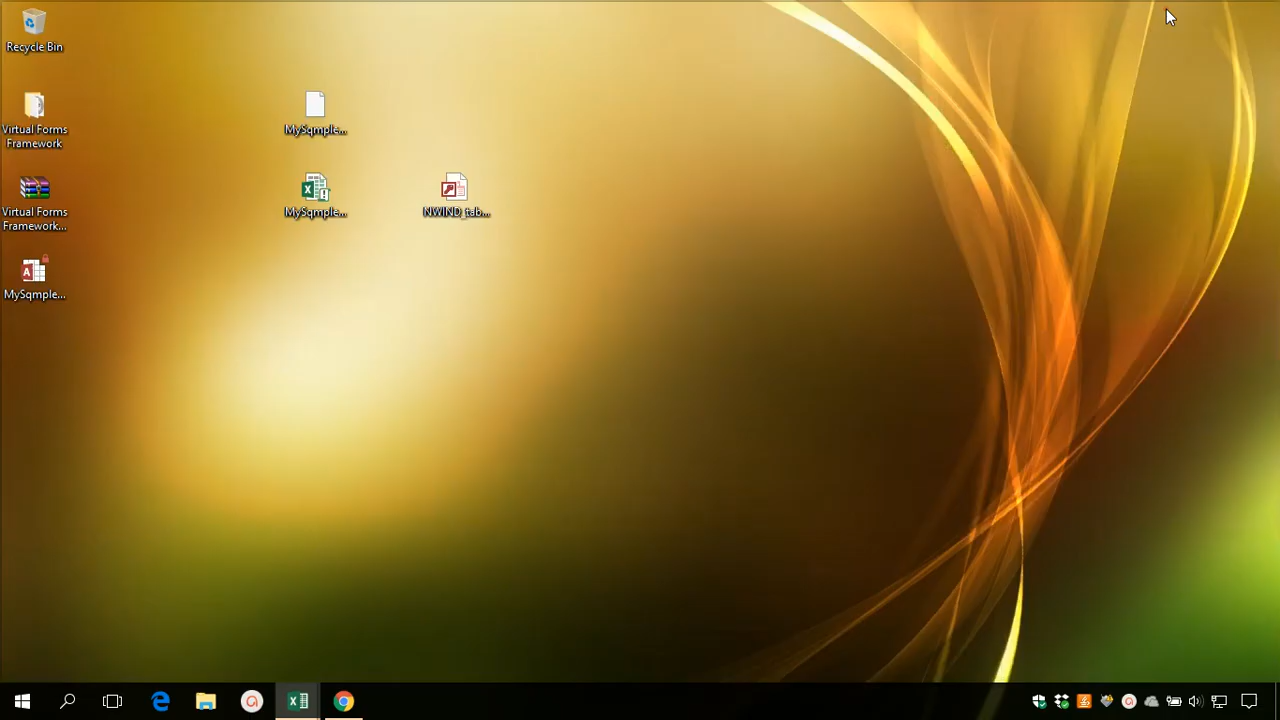 Recycle Bin
Virtual Forms
Framework
Virtual Forms
Framework...
MySqmple...
MySqmple...
MySqmple...
NWIND_tab...